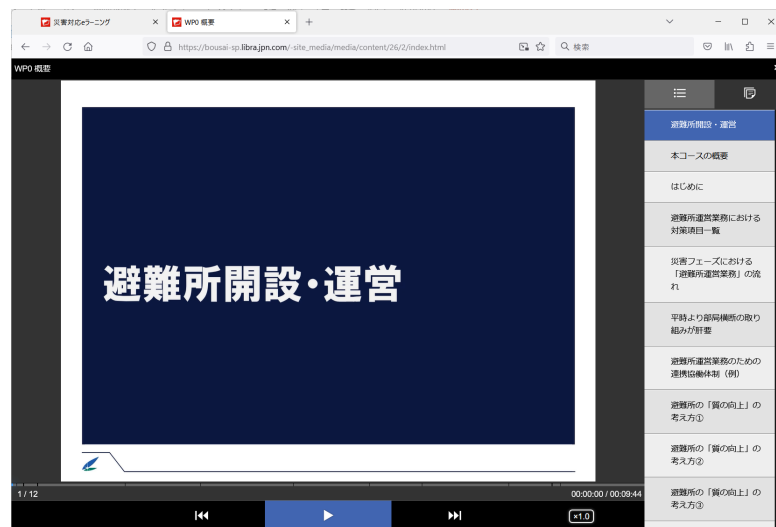 災害対応eラーニング
WP0 概要
https://bousai-sp.libra.jpn.com/-site_media/media/content/26/2/index.html
検索
WP0 概要
避難所開設・運営
1 / 12
00:00:00 / 00:09:44
×1.0
避難所開設・運営
本コースの概要
はじめに
避難所運営業務における
対策項目一覧
災害フェーズにおける
「避難所運営業務」の流
れ
平時より部局横断の取り
組みが肝要
避難所運営業務のための
連携協働体制（例）
避難所の「質の向上」の
考え方①
避難所の「質の向上」の
考え方②
避難所の「質の向上」の
考え方③